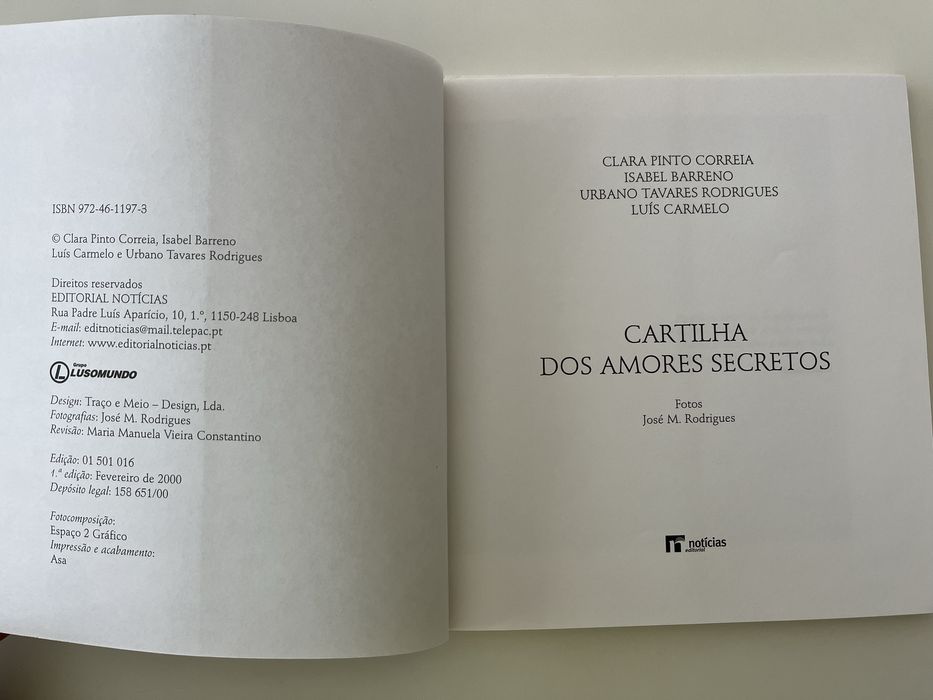 ISBN 972-46-1197-3
© Clara Pinto Correia, Isabel Barreno
Luís Carmelo e Urbano Tavares Rodrigues
Direitos reservados
EDITORIAL NOTÍCIAS
Rua Padre Luís Aparício, 10, 1.º, 1150-248 Lisboa
E-mail: editnoticias@mail.telepac.pt
Internet: www.editorialnoticias.pt
Grupo
LUSOMUNDO
Design: Traço e Meio – Design, Lda.
Fotografias: José M. Rodrigues
Revisão: Maria Manuela Vieira Constantino
Edição: 01 501 016
1.ª edição: Fevereiro de 2000
Depósito legal: 158 651/00
Fotocomposição:
Espaço 2 Gráfico
Impressão e acabamento:
Asa
CLARA PINTO CORREIA
ISABEL BARRENO
URBANO TAVARES RODRIGUES
LUÍS CARMELO
CARTILHA
DOS AMORES SECRETOS
Fotos
José M. Rodrigues
notícias
editorial